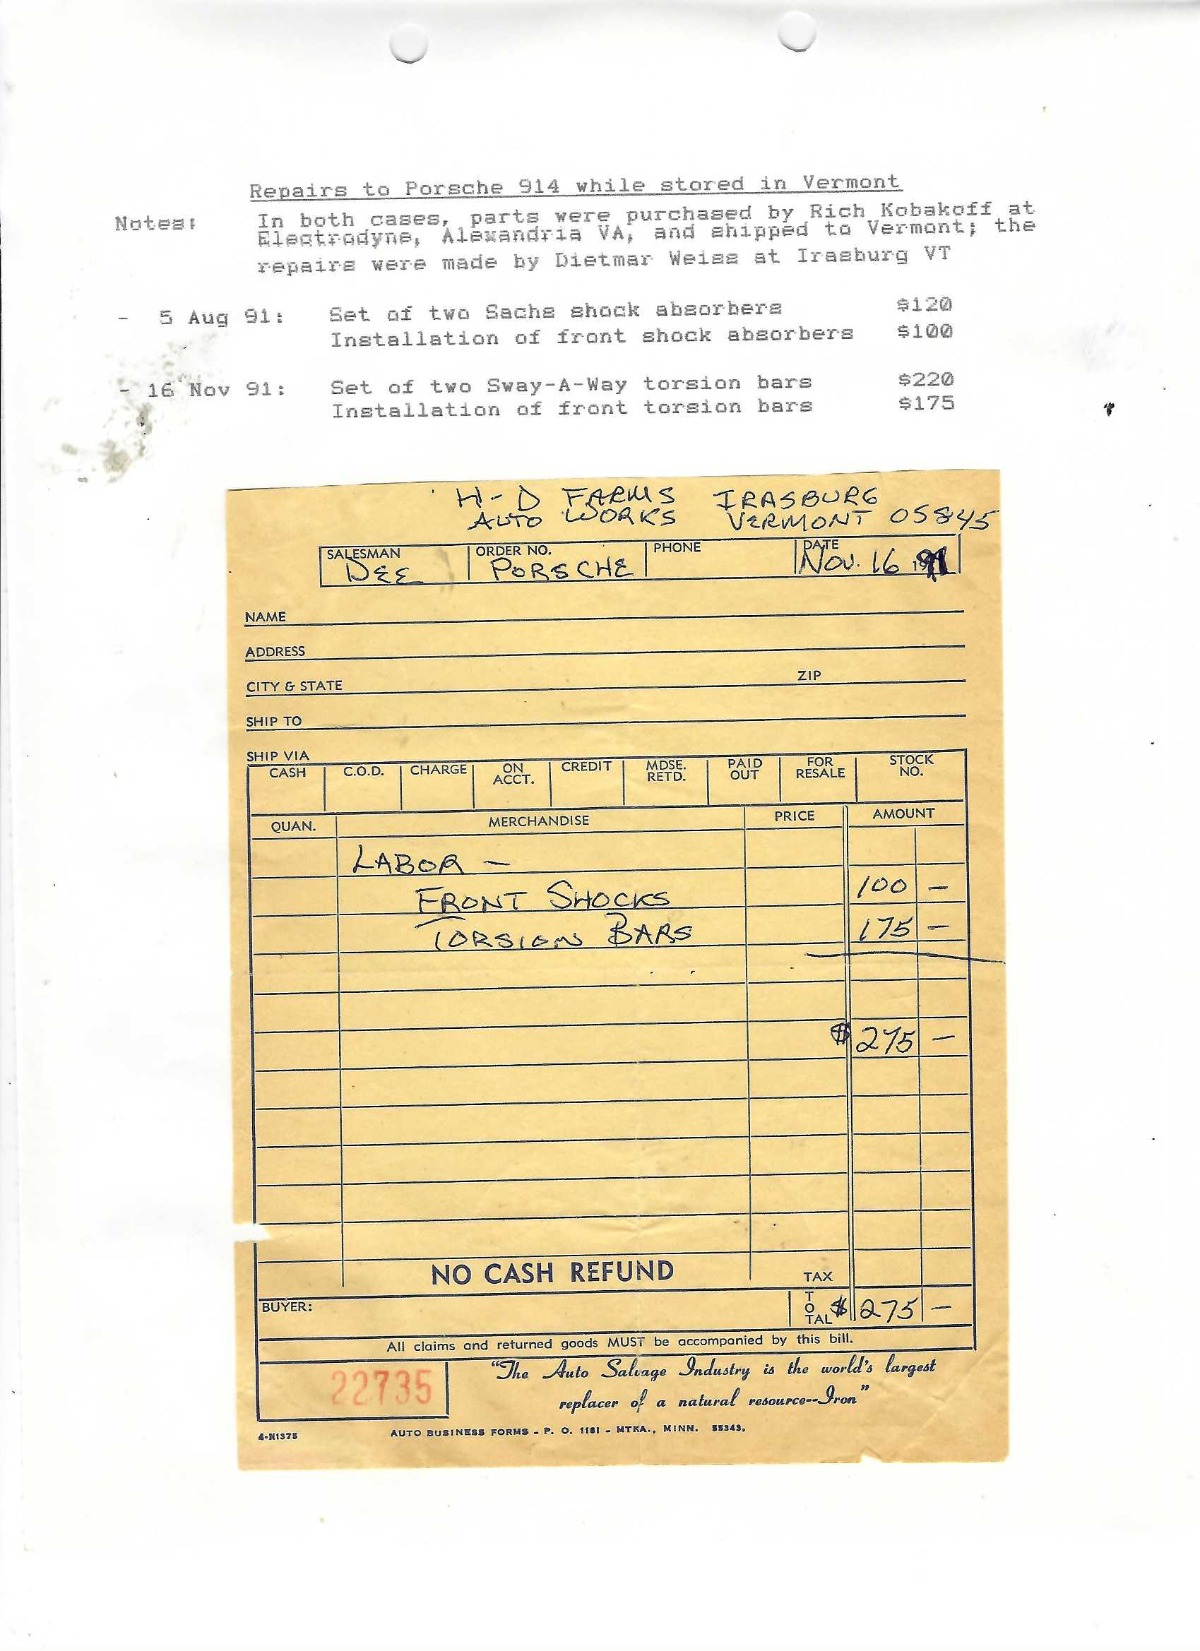 Repairs to Porsche 914 while stored in Vermont
Notes: In both cases, parts were purchased by Rich Kobakoff at
Electrodyne, Alexandria VA, and shipped to Vermont; the
repairs were made by Dietmar Weiss at Irasburg VT
- 5 Aug 91: Set of two Sachs shock absorbers $120
Installation of front shock absorbers $100
- 16 Nov 91: Set of two Sway-A-Way torsion bars $220
Installation of front torsion bars $175
H-D FARMS IRASBURG
AUTO WORKS VERMONT 05845
SALESMAN ORDER NO. PHONE DATE
DEE PORSCHE NOV. 16 1991
NAME
ADDRESS
CITY & STATE ZIP
SHIP TO
SHIP VIA
CASH C.O.D. CHARGE ON ACCT. CREDIT MDSE. RETD. PAID OUT FOR RESALE STOCK NO.
QUAN. MERCHANDISE PRICE AMOUNT
LABOR -
FRONT SHOCKS 100 -
TORSION BARS 175 -
$ 275 -
NO CASH REFUND TAX
BUYER: TOTAL $ 275 -
All claims and returned goods MUST be accompanied by this bill.
22735 "The Auto Salvage Industry is the world's largest
replacer of a natural resource--Iron"
4-N1375 AUTO BUSINESS FORMS - P. O. 1181 - MTKA., MINN. 55343.